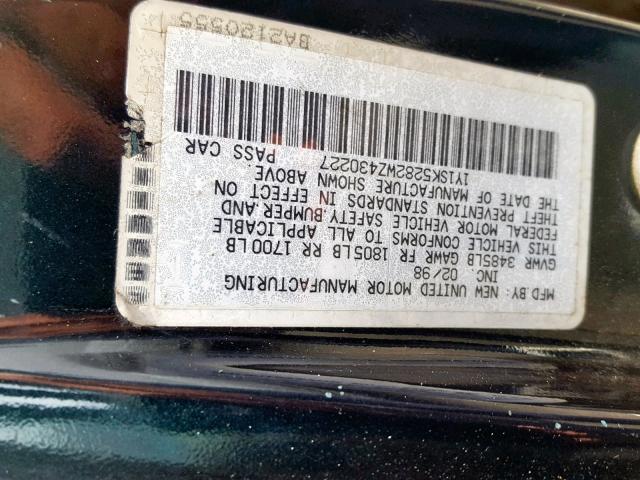 MFD.BY: NEW UNITED MOTOR MANUFACTURING
INC 02/98
GVWR 3485LB GAWR FR 1805LB RR 1700LB
THIS VEHICLE CONFORMS TO ALL APPLICABLE
FEDERAL MOTOR VEHICLE SAFETY,BUMPER,AND
THEFT PREVENTION STANDARDS IN EFFECT ON
THE DATE OF MANUFACTURE SHOWN ABOVE.
1Y1SK5282WZ430227 PASS CAR
BA2120555